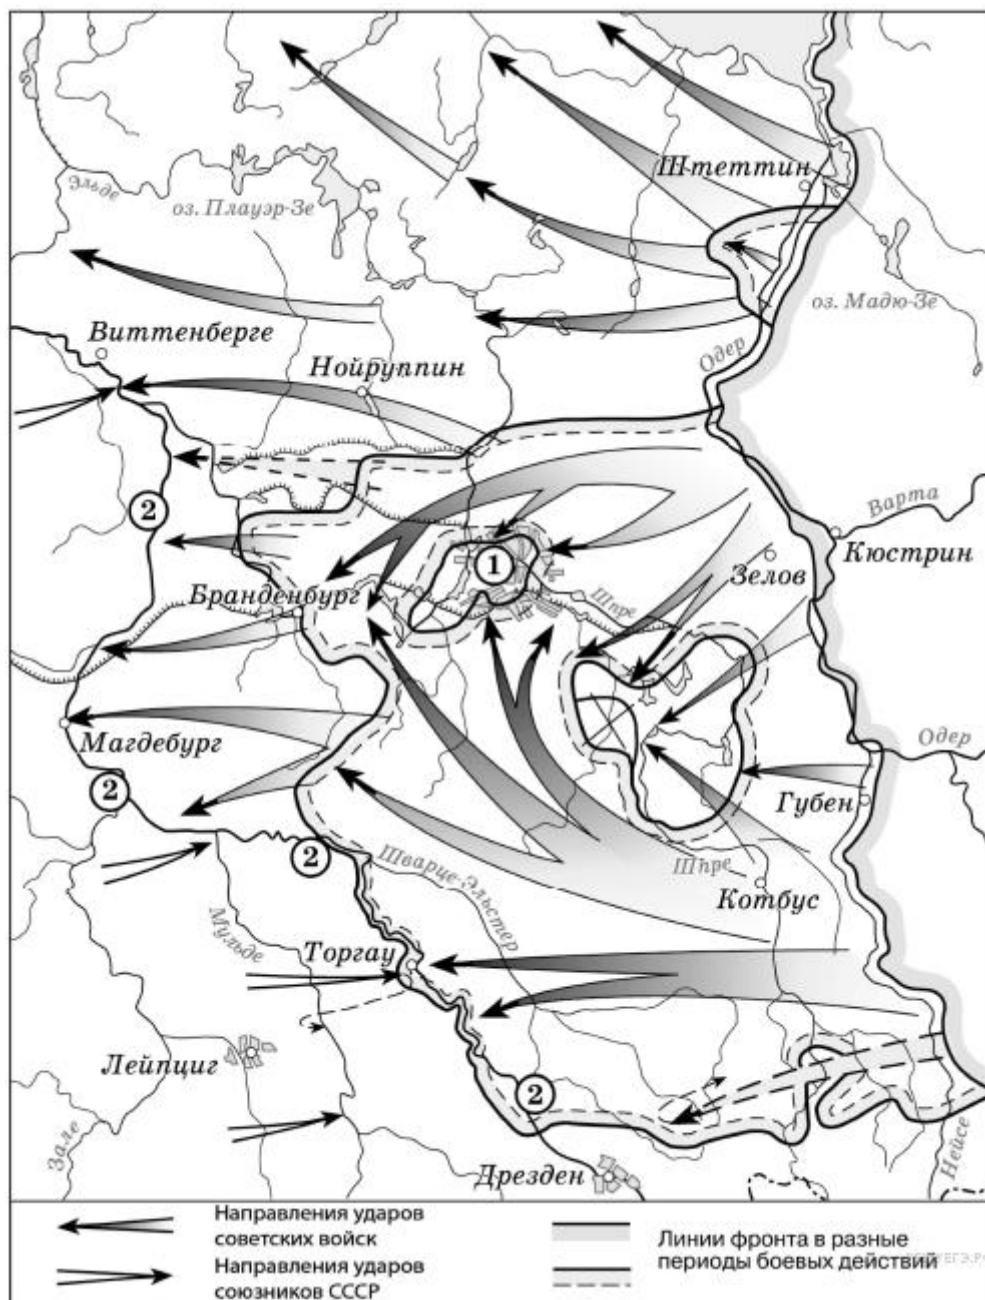 Штеттин
Эльде
оз. Плауэр-Зе
оз. Мадю-Зе
Виттенберге
Одер
Нойруппин
2
Варта
Кюстрин
1
Зелов
Бранденбург
Шпре
Магдебург
Одер
2
Губен
2
Шварце-Эльстер
Шпре
Котбус
Мульде
Торгау
Лейпциг
2
Зале
Нейсе
Дрезден
Направления ударов
советских войск
Направления ударов
союзников СССР
Линии фронта в разные
периоды боевых действий